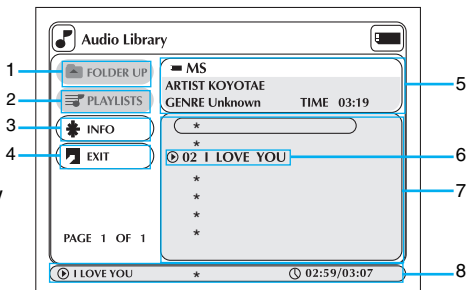 Audio Library
1 FOLDER UP
2 PLAYLISTS
3 INFO
4 EXIT
MS
ARTIST KOYOTAE
GENRE Unknown TIME 03:19
5
*
*
02 I LOVE YOU 6
*
*
*
*
7
PAGE 1 OF 1
I LOVE YOU * 02:59/03:07 8